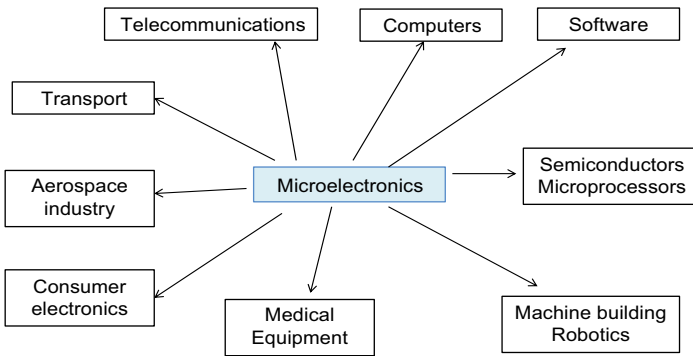 Telecommunications
Computers
Software
Transport
Semiconductors
Microprocessors
Microelectronics
Aerospace
industry
Consumer
electronics
Medical
Equipment
Machine building
Robotics